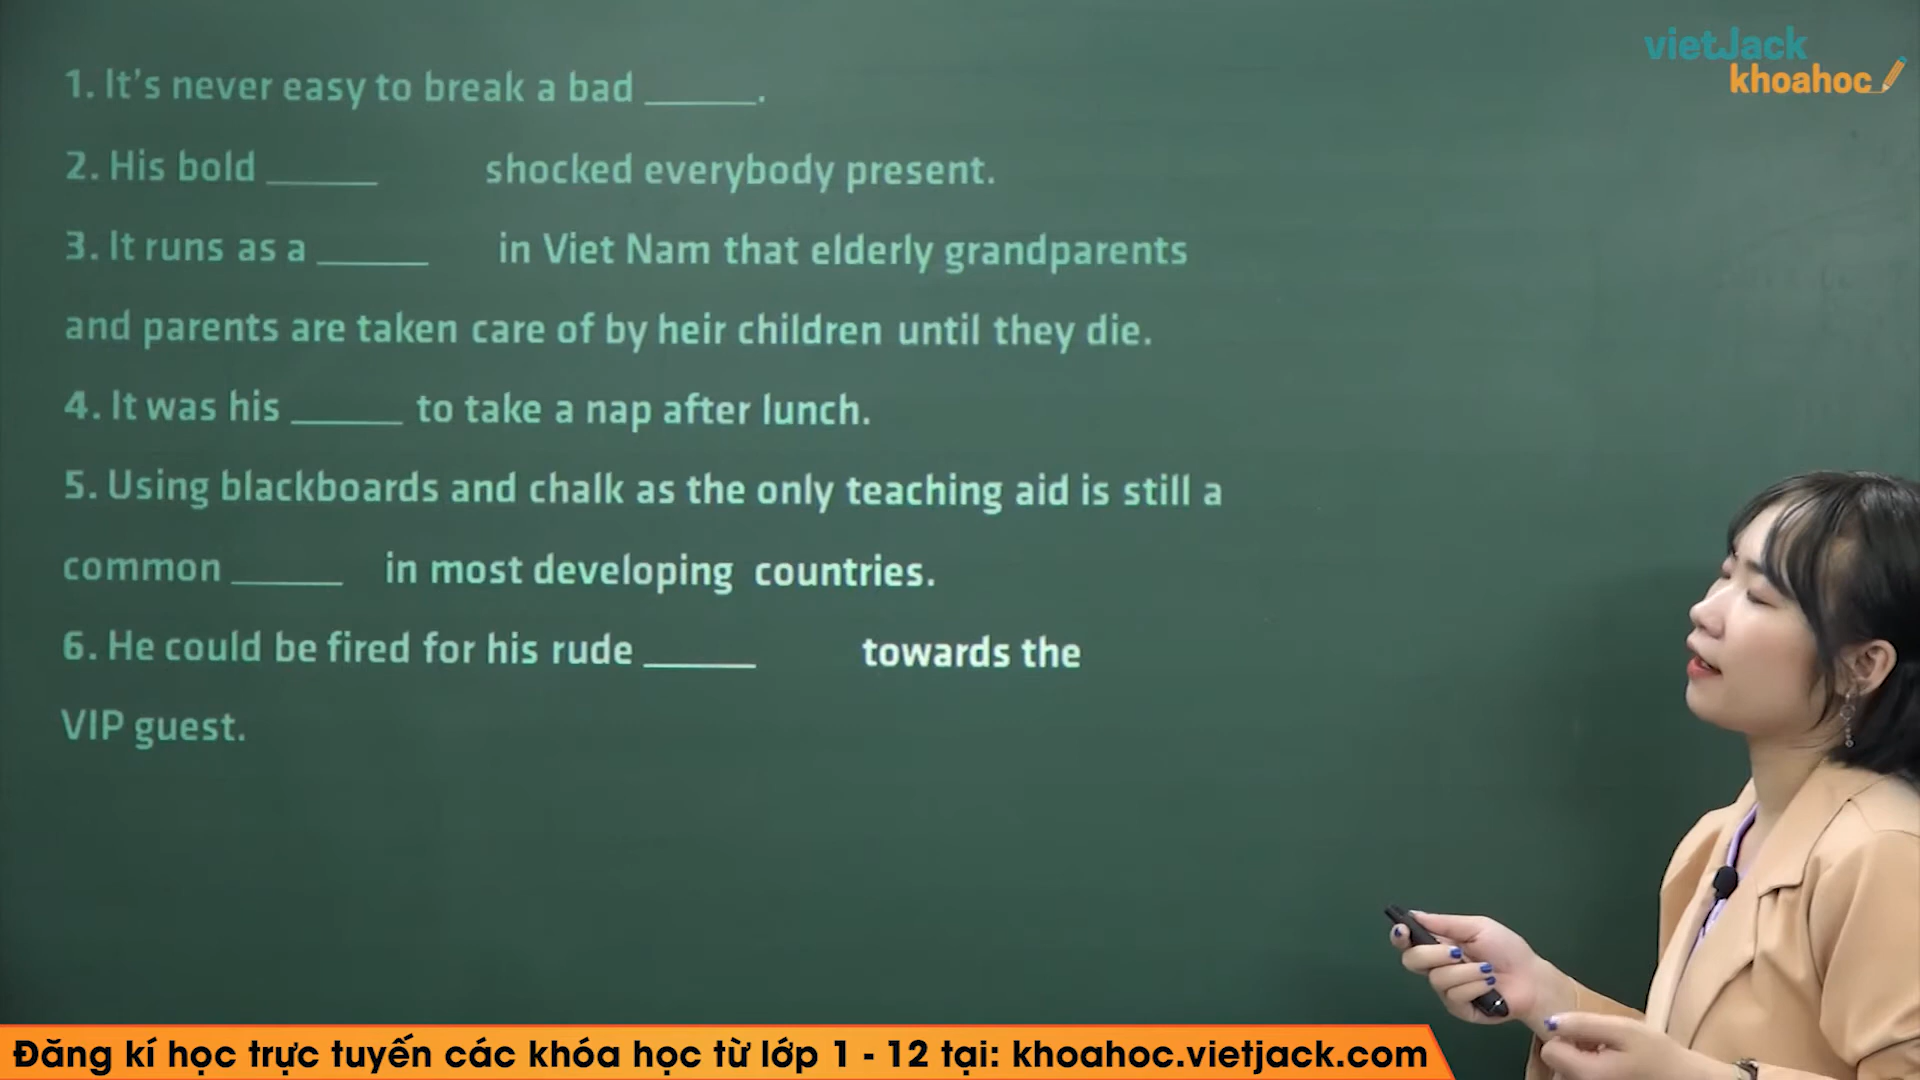 vietJack
khoahoc
1. It's never easy to break a bad ______.
2. His bold ______ shocked everybody present.
3. It runs as a ______ in Viet Nam that elderly grandparents
and parents are taken care of by heir children until they die.
4. It was his ______ to take a nap after lunch.
5. Using blackboards and chalk as the only teaching aid is still a
common ______ in most developing countries.
6. He could be fired for his rude ______ towards the
VIP guest.
Đăng kí học trực tuyến các khóa học từ lớp 1 - 12 tại: khoahoc.vietjack.com